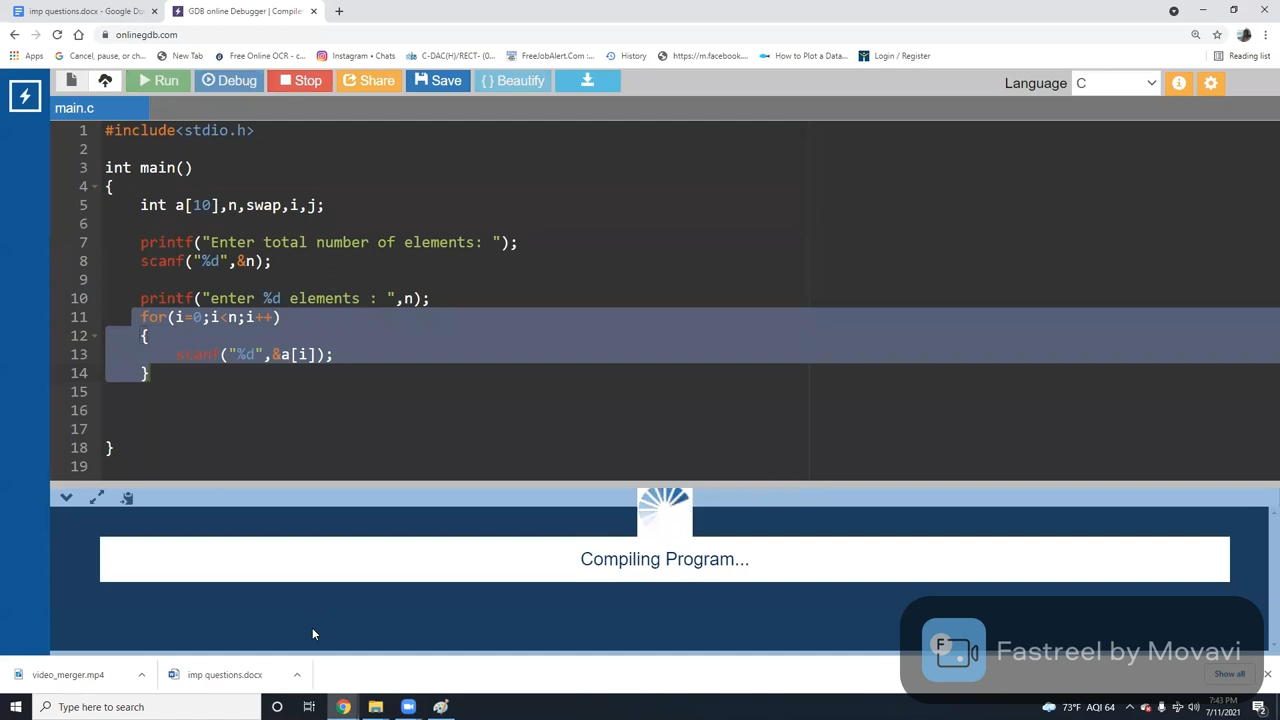 imp questions.docx - Google Do
GDB online Debugger | Compile
onlinegdb.com
Apps
Cancel, pause, or ch...
New Tab
Free Online OCR - c...
Instagram • Chats
C-DAC(H)/RECT- (0...
FreeJobAlert.Com :...
History
https://m.facebook...
How to Plot a Data...
Login / Register
Reading list
Run
Debug
Stop
Share
Save
{ } Beautify
Language
C
main.c
1 #include<stdio.h>
2
3 int main()
4 {
5 int a[10],n,swap,i,j;
6
7 printf("Enter total number of elements: ");
8 scanf("%d",&n);
9
10 printf("enter %d elements : ",n);
11 for(i=0;i<n;i++)
12 {
13 scanf("%d",&a[i]);
14 }
15
16
17
18 }
19
Compiling Program...
Fastreel by Movavi
video_merger.mp4
imp questions.docx
Show all
Type here to search
73°F AQI 64
7:43 PM
7/11/2021
2